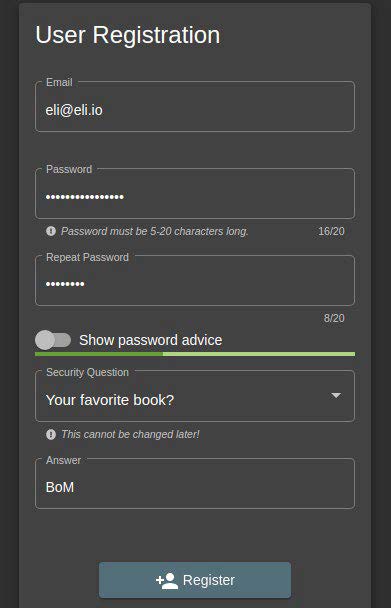 User Registration
Email
eli@eli.io
Password
••••••••••••••••
Password must be 5-20 characters long. 16/20
Repeat Password
••••••••
8/20
Show password advice
Security Question
Your favorite book?
This cannot be changed later!
Answer
BoM
Register